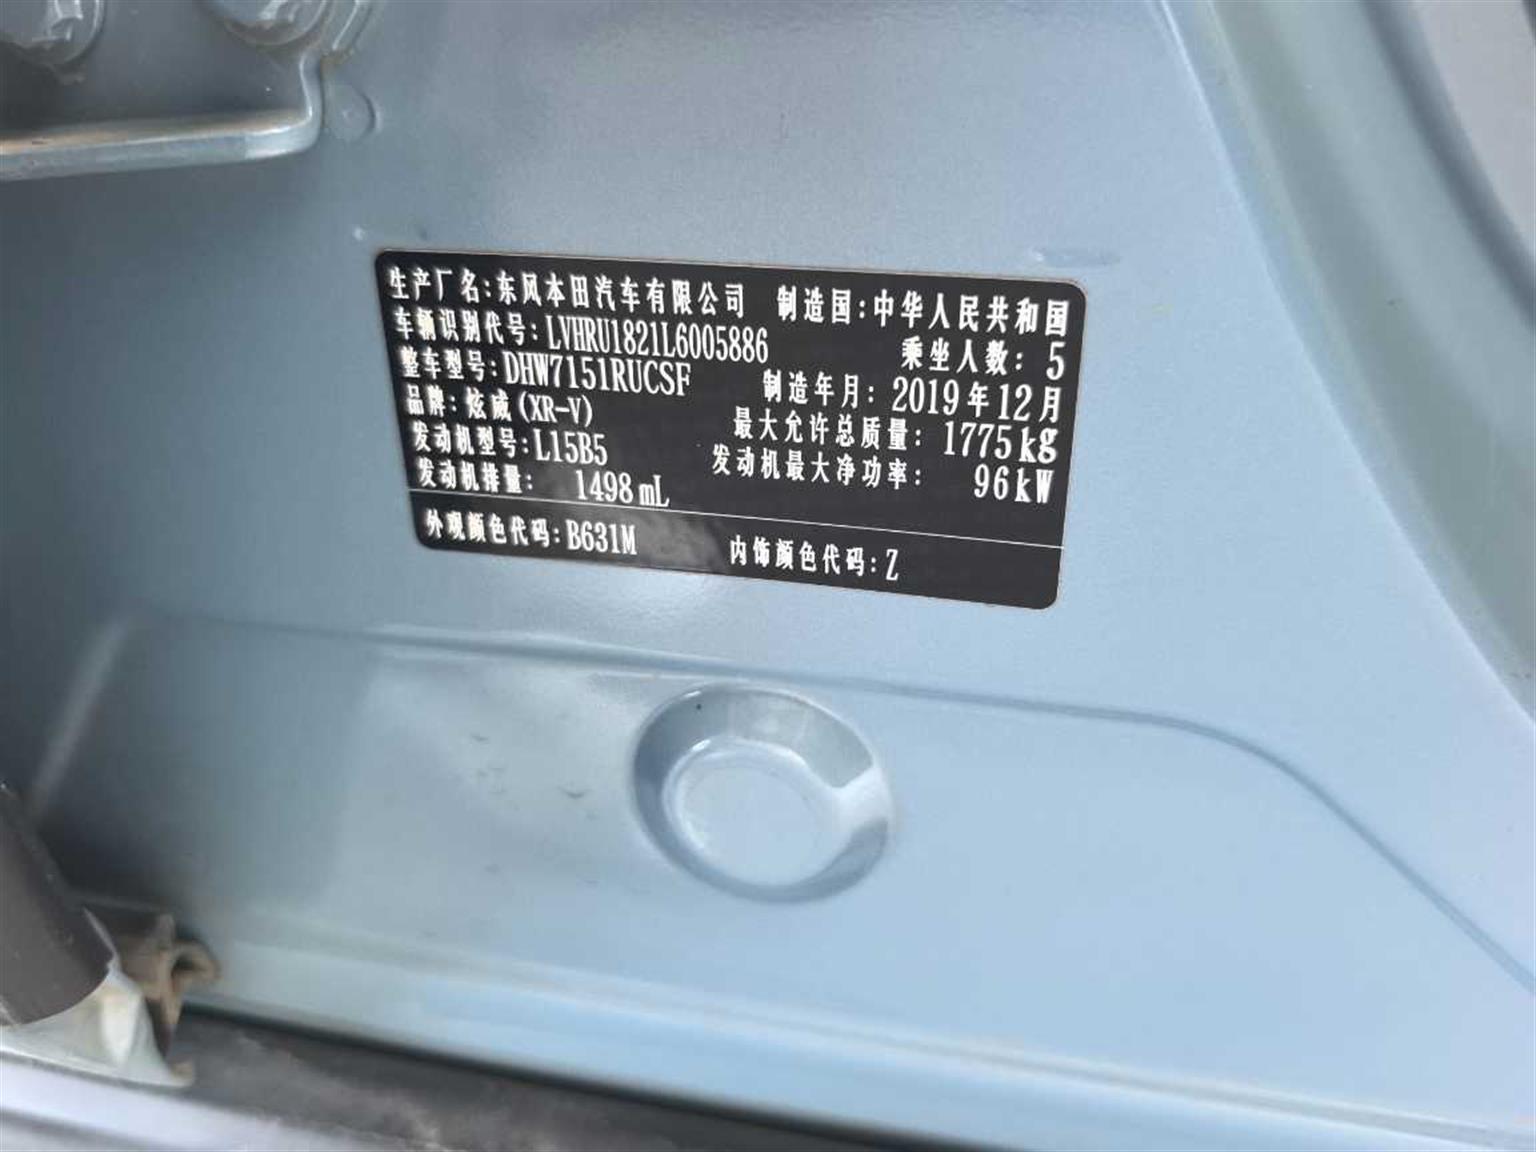 生产厂名:东风本田汽车有限公司 制造国:中华人民共和国
车辆识别代号:LVHRU1821L6005886 乘坐人数:5
整车型号:DHW7151RUCSF 制造年月:2019年12月
品牌:炫威(XR-V) 最大允许总质量:1775kg
发动机型号:L15B5 发动机最大净功率:96kW
发动机排量: 1498 mL
外观颜色代码:B631M 内饰颜色代码:Z